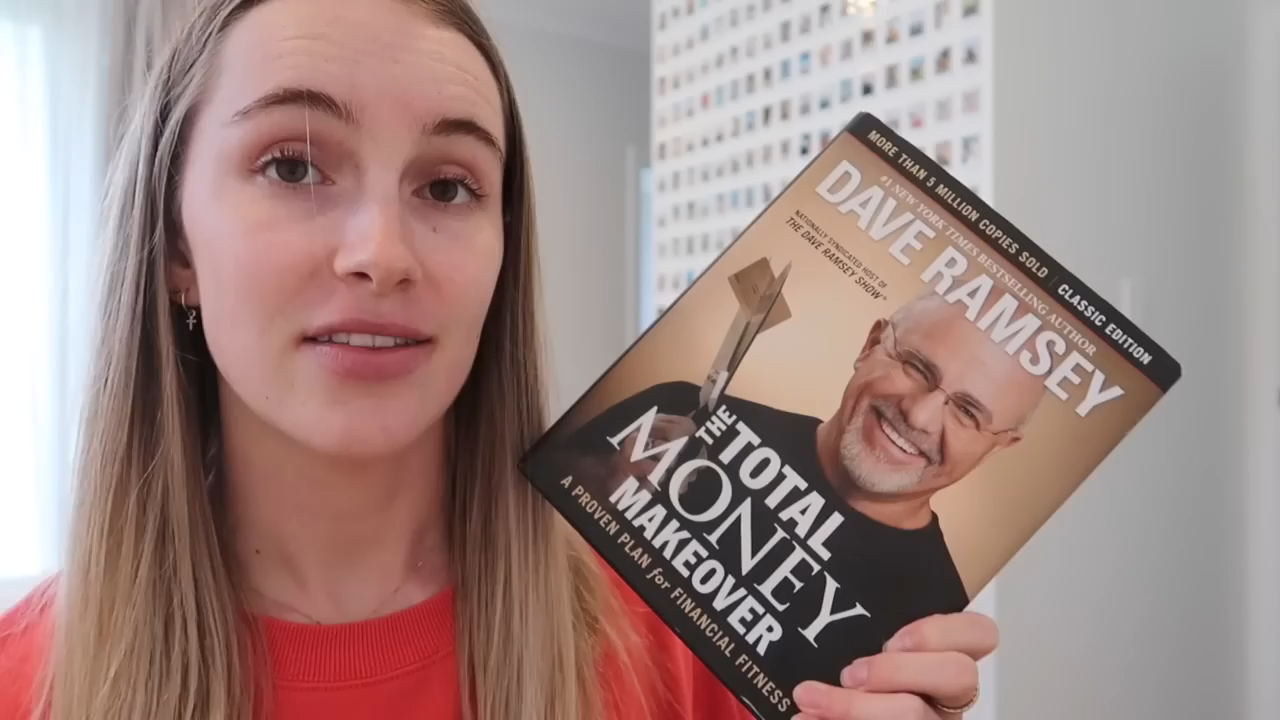 MORE THAN 5 MILLION COPIES SOLD | CLASSIC EDITION
#1 NEW YORK TIMES BESTSELLING AUTHOR
DAVE RAMSEY
NATIONALLY SYNDICATED HOST OF
THE DAVE RAMSEY SHOW®
THE TOTAL
MONEY
MAKEOVER
A PROVEN PLAN for FINANCIAL FITNESS